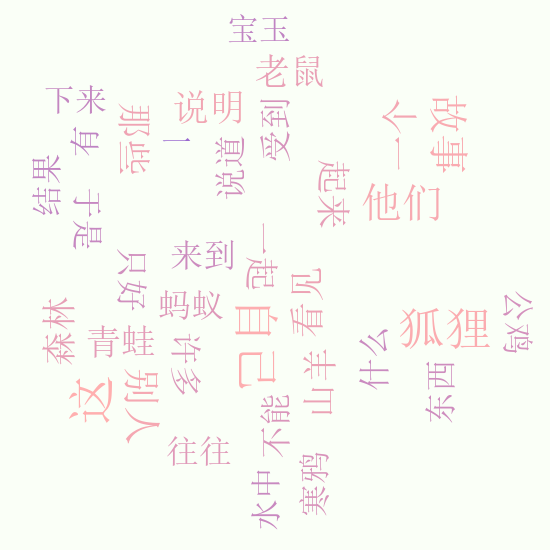 宝玉
老鼠
下来
说明
那些
有
一
说道
受到
一个
故事
结果
于是
起来
他们
来到
一起
只好
蚂蚁
自己
看见
森林
青蛙
许多
狐狸
公鸡
什么
这
别人
山羊
东西
不能
往往
水中
寒鸦